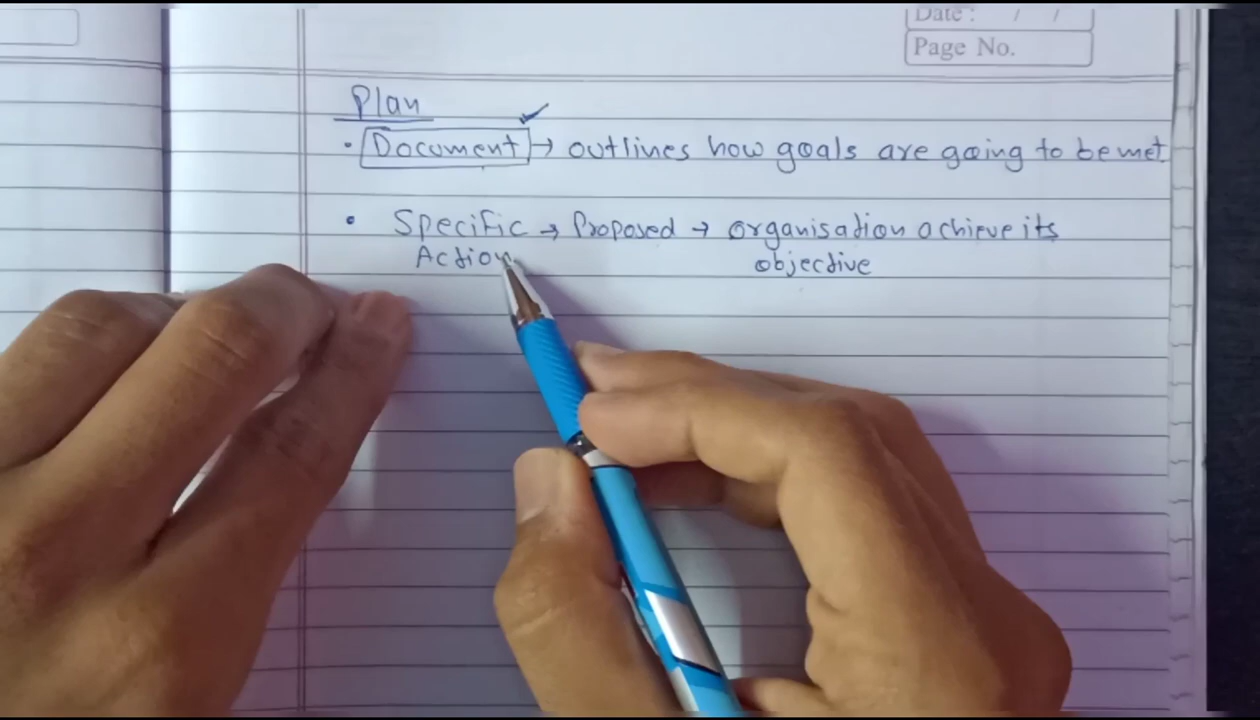 Date : / /
Page No.
Plan
• Document → outlines how goals are going to be met
• Specific → Proposed → organisation achieve its
Action objective